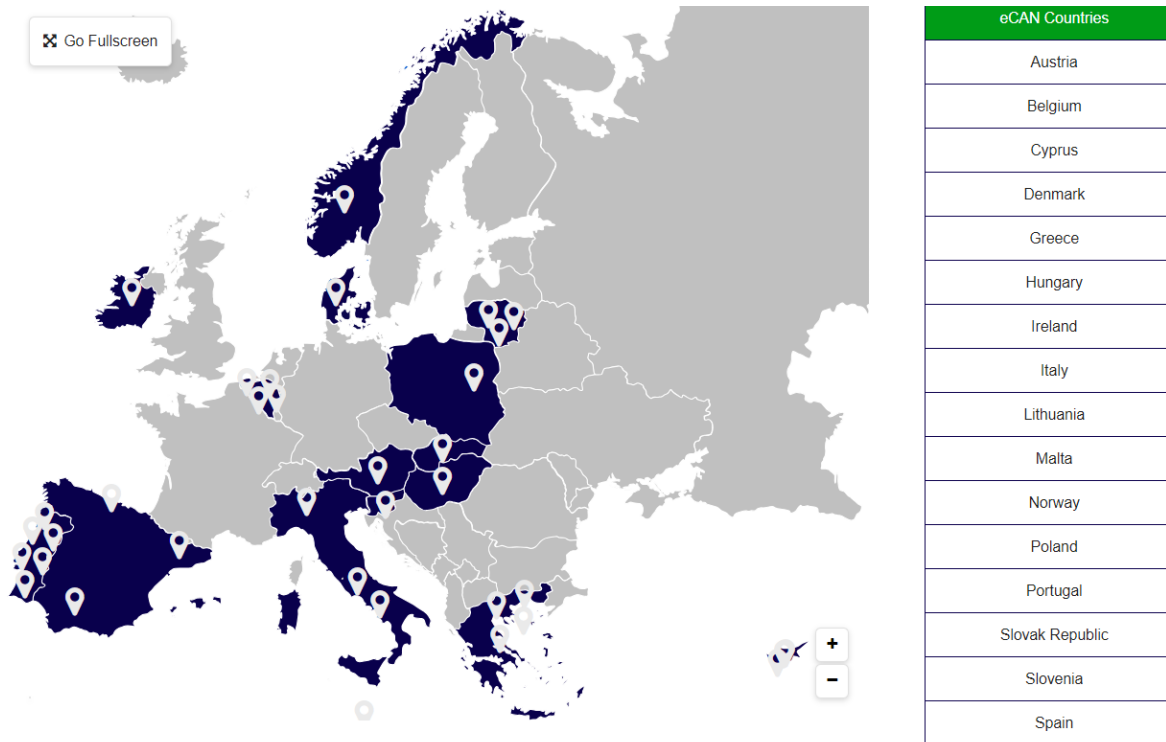 Go Fullscreen
+
−
eCAN Countries
Austria
Belgium
Cyprus
Denmark
Greece
Hungary
Ireland
Italy
Lithuania
Malta
Norway
Poland
Portugal
Slovak Republic
Slovenia
Spain